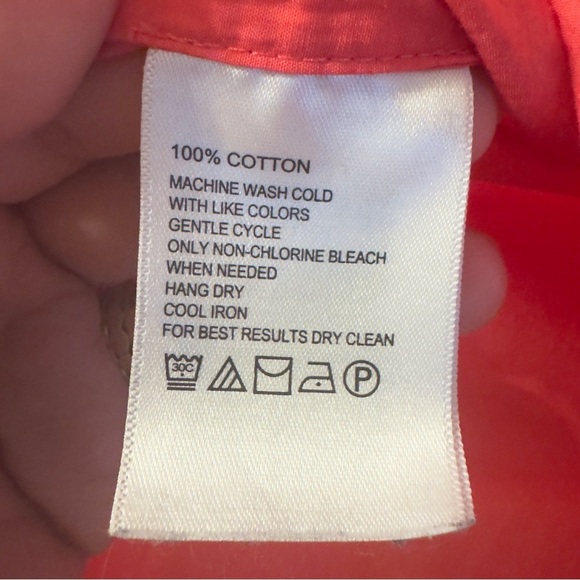 100% COTTON
MACHINE WASH COLD
WITH LIKE COLORS
GENTLE CYCLE
ONLY NON-CHLORINE BLEACH
WHEN NEEDED
HANG DRY
COOL IRON
FOR BEST RESULTS DRY CLEAN
30C P